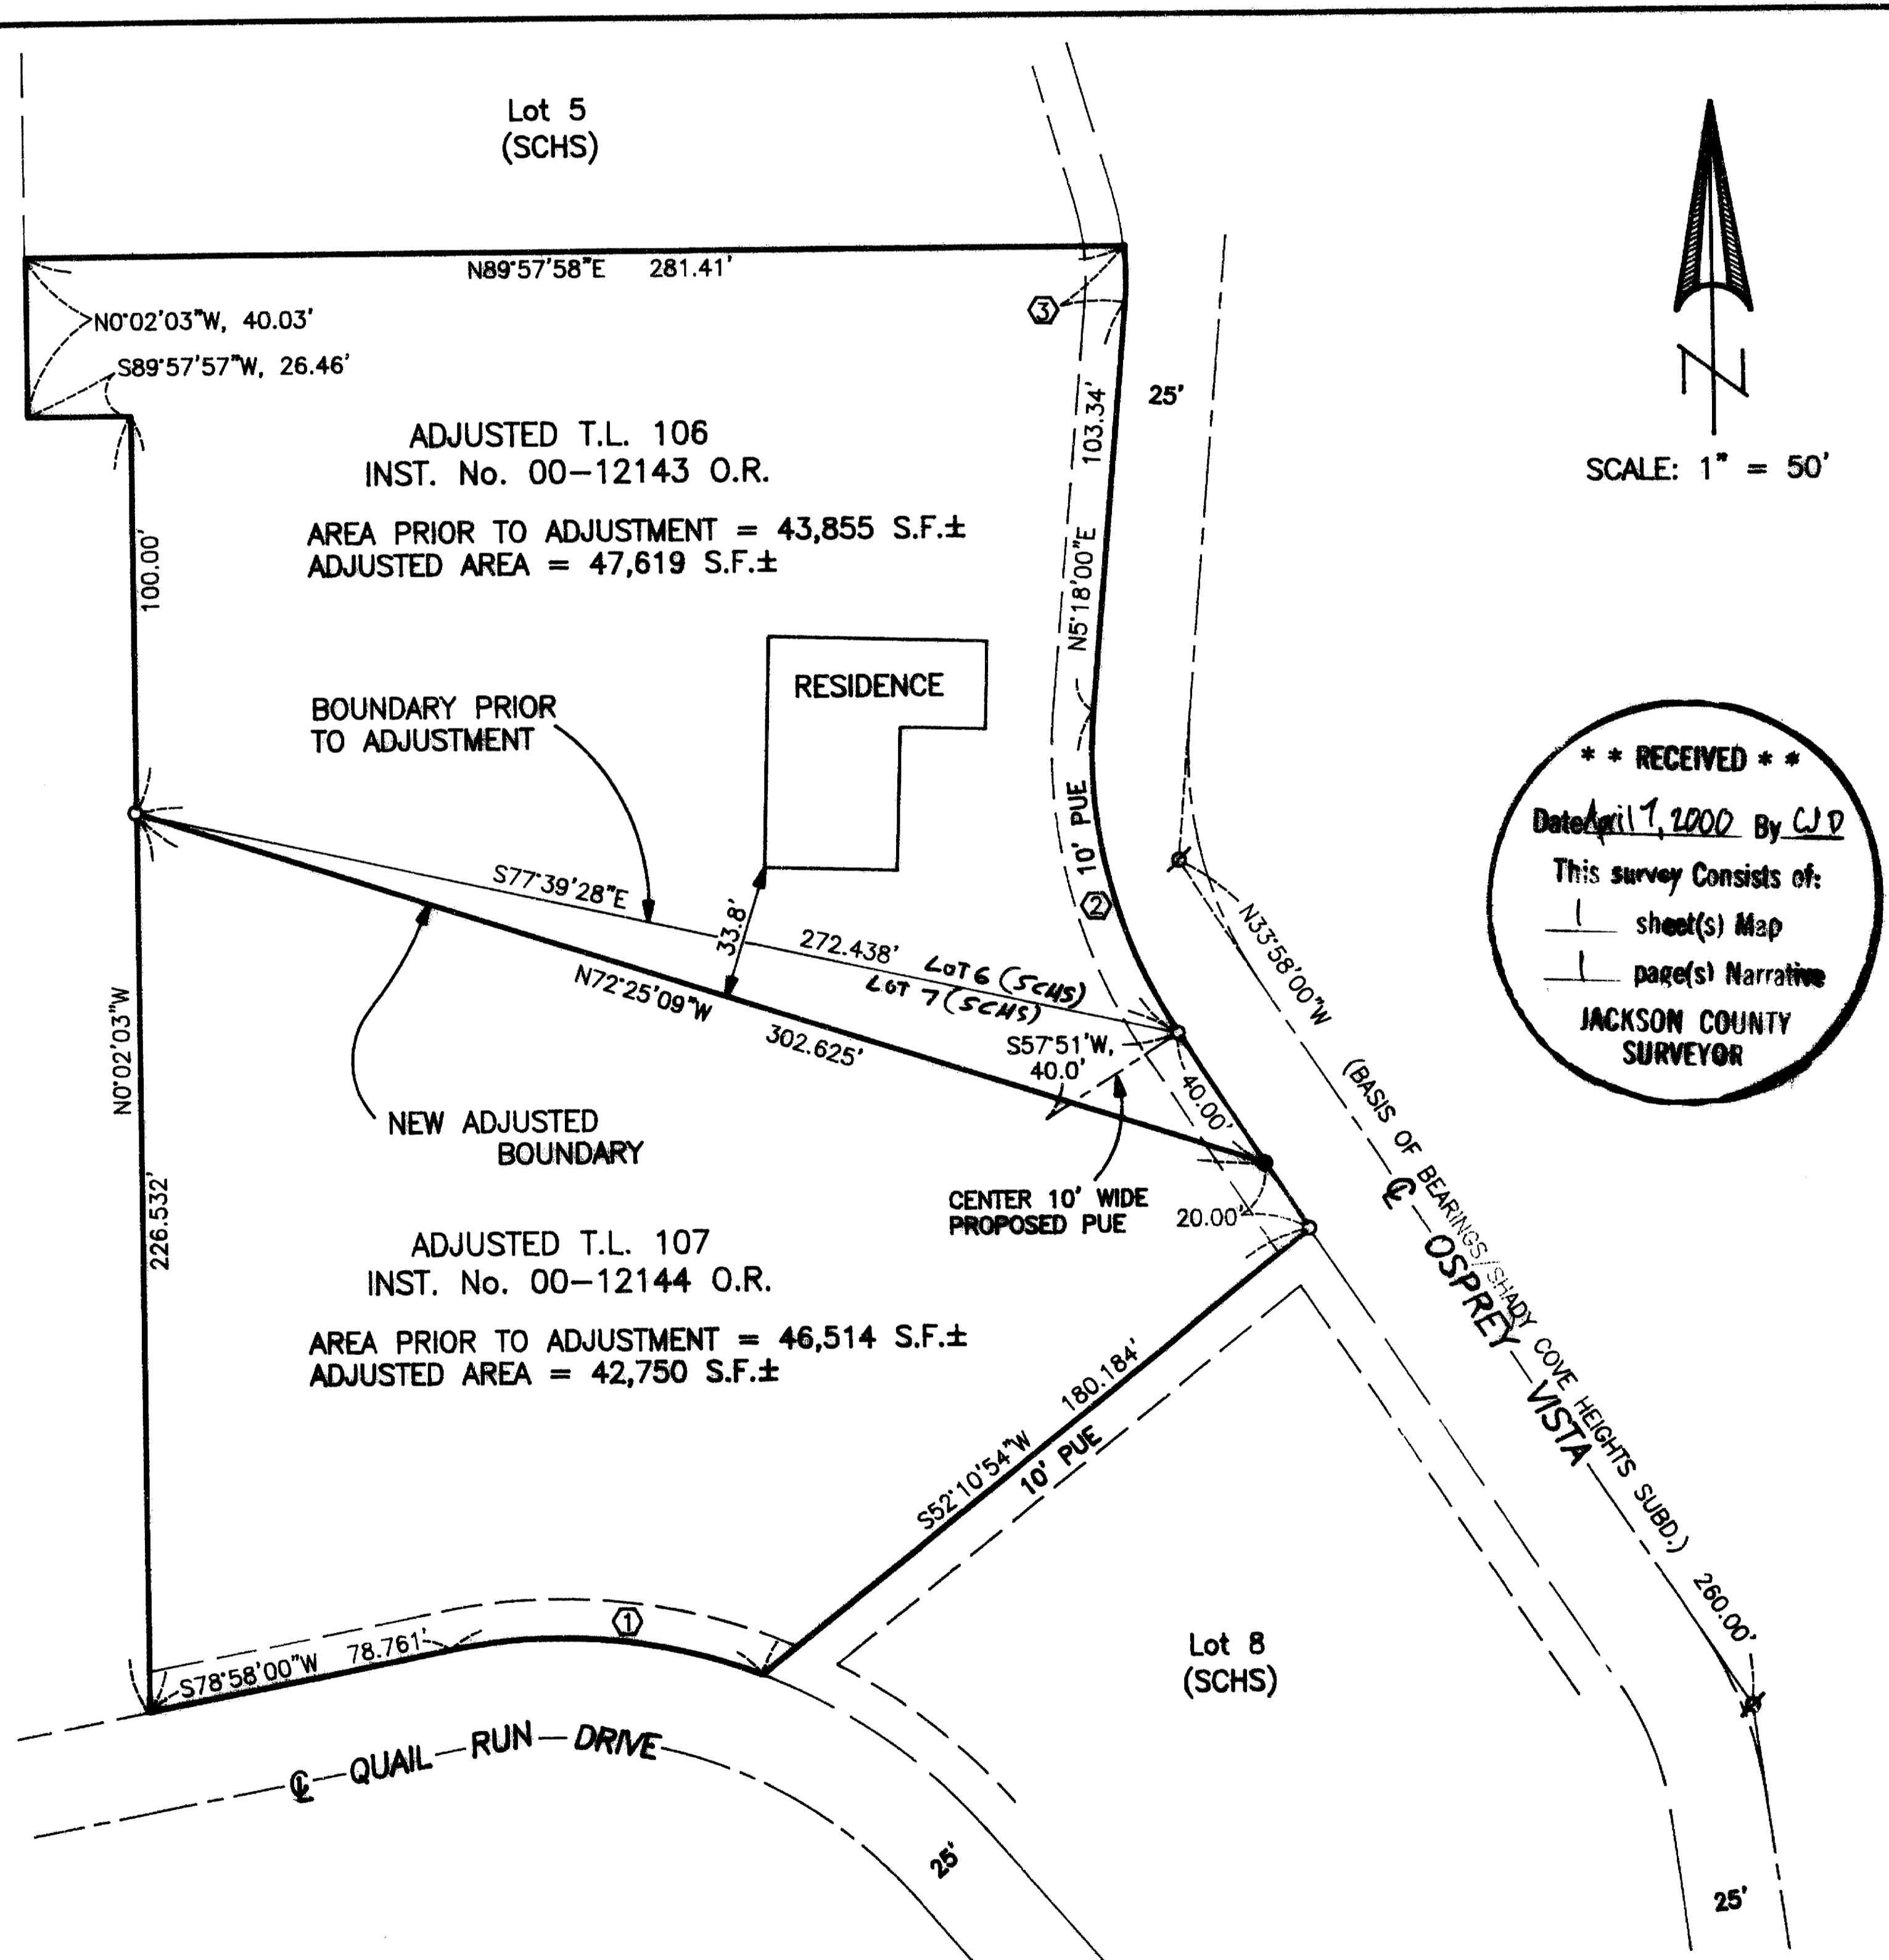 Lot 5
(SCHS)
N89°57'58"E 281.41'
N0°02'03"W, 40.03'
S89°57'57"W, 26.46'
3
25'
SCALE: 1" = 50'
ADJUSTED T.L. 106
INST. No. 00-12143 O.R.
AREA PRIOR TO ADJUSTMENT = 43,855 S.F.±
ADJUSTED AREA = 47,619 S.F.±
100.00'
N5°18'00"E 103.34'
10' PUE
RESIDENCE
BOUNDARY PRIOR
TO ADJUSTMENT
* * RECEIVED * *
Date April 7, 2000 By CJD
This survey Consists of:
1 sheet(s) Map
1 page(s) Narrative
JACKSON COUNTY
SURVEYOR
2
S77°39'28"E
272.438'
33.8'
LOT 6 (SCHS)
LOT 7 (SCHS)
N72°25'09"W
302.625'
S57°51'W,
40.0'
40.00'
N33°58'00"W
(BASIS OF BEARINGS/SHADY COVE HEIGHTS SUBD.)
260.00'
℄ OSPREY VISTA
N0°02'03"W
226.532'
NEW ADJUSTED
BOUNDARY
CENTER 10' WIDE
PROPOSED PUE
20.00'
ADJUSTED T.L. 107
INST. No. 00-12144 O.R.
AREA PRIOR TO ADJUSTMENT = 46,514 S.F.±
ADJUSTED AREA = 42,750 S.F.±
S52°10'54"W 180.184'
10' PUE
1
S78°58'00"W 78.761'
Lot 8
(SCHS)
℄ QUAIL RUN DRIVE
25'
25'
N